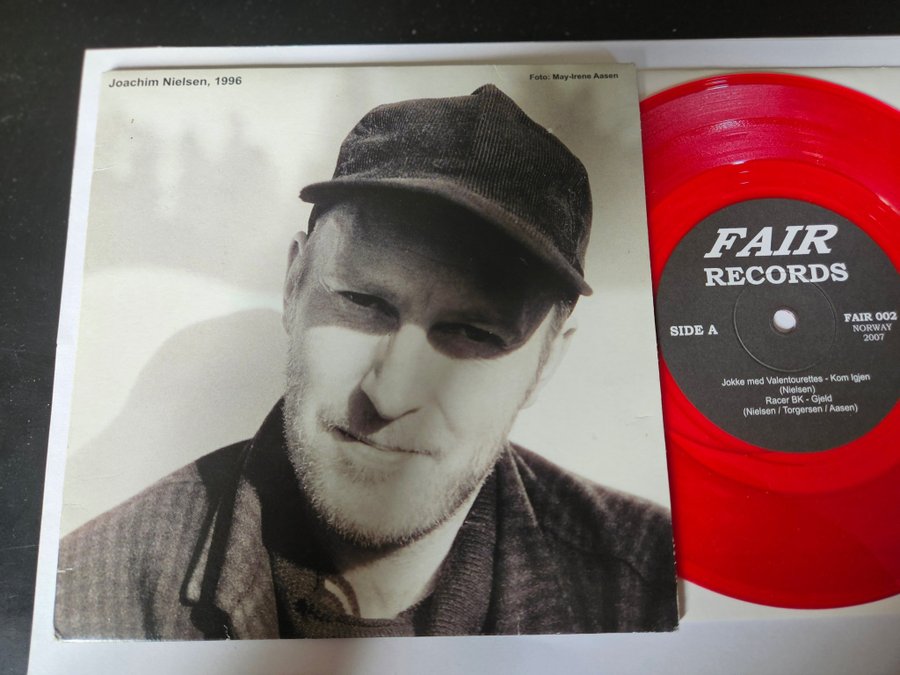 Joachim Nielsen, 1996
Foto: May-Irene Aasen
FAIR
RECORDS
SIDE A
FAIR 002
NORWAY
2007
Jokke med Valentourettes - Kom Igjen
(Nielsen)
Racer BK - Gjeld
(Nielsen / Torgersen / Aasen)